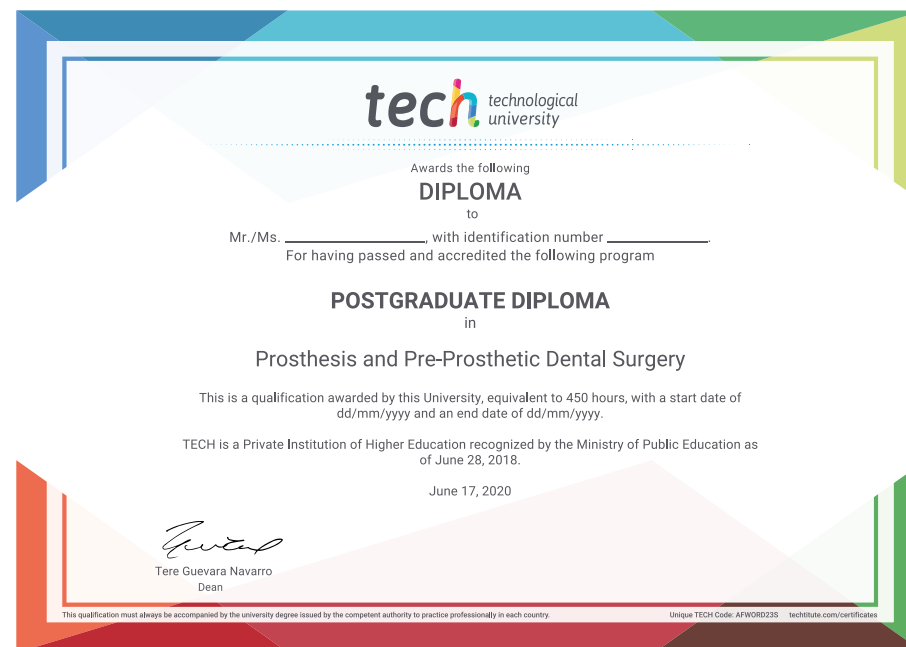 tech technological
university
Awards the following
DIPLOMA
to
Mr./Ms. ____________________, with identification number ______________.
For having passed and accredited the following program
POSTGRADUATE DIPLOMA
in
Prosthesis and Pre-Prosthetic Dental Surgery
This is a qualification awarded by this University, equivalent to 450 hours, with a start date of
dd/mm/yyyy and an end date of dd/mm/yyyy.
TECH is a Private Institution of Higher Education recognized by the Ministry of Public Education as
of June 28, 2018.
June 17, 2020
Tere Guevara Navarro
Dean
This qualification must always be accompanied by the university degree issued by the competent authority to practice professionally in each country. Unique TECH Code: AFWORD23S techtitute.com/certificates